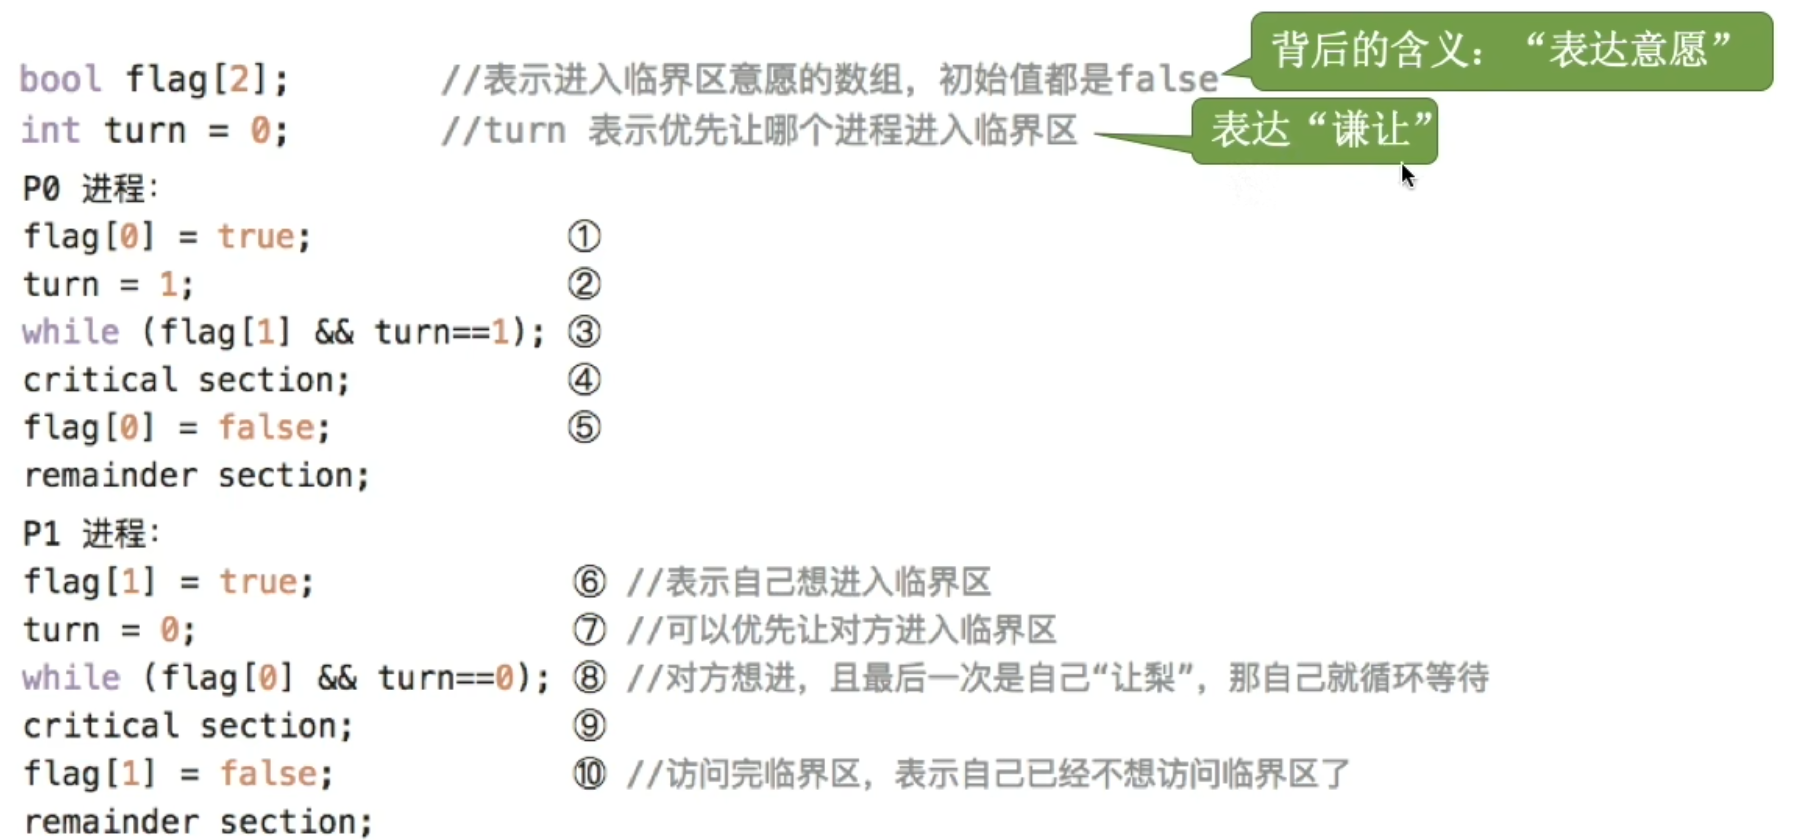 bool flag[2]; //表示进入临界区意愿的数组，初始值都是false
背后的含义：“表达意愿”
int turn = 0; //turn 表示优先让哪个进程进入临界区
表达“谦让”
P0 进程：
flag[0] = true; ①
turn = 1; ②
while (flag[1] && turn==1); ③
critical section; ④
flag[0] = false; ⑤
remainder section;
P1 进程：
flag[1] = true; ⑥ //表示自己想进入临界区
turn = 0; ⑦ //可以优先让对方进入临界区
while (flag[0] && turn==0); ⑧ //对方想进，且最后一次是自己“让梨”，那自己就循环等待
critical section; ⑨
flag[1] = false; ⑩ //访问完临界区，表示自己已经不想访问临界区了
remainder section;